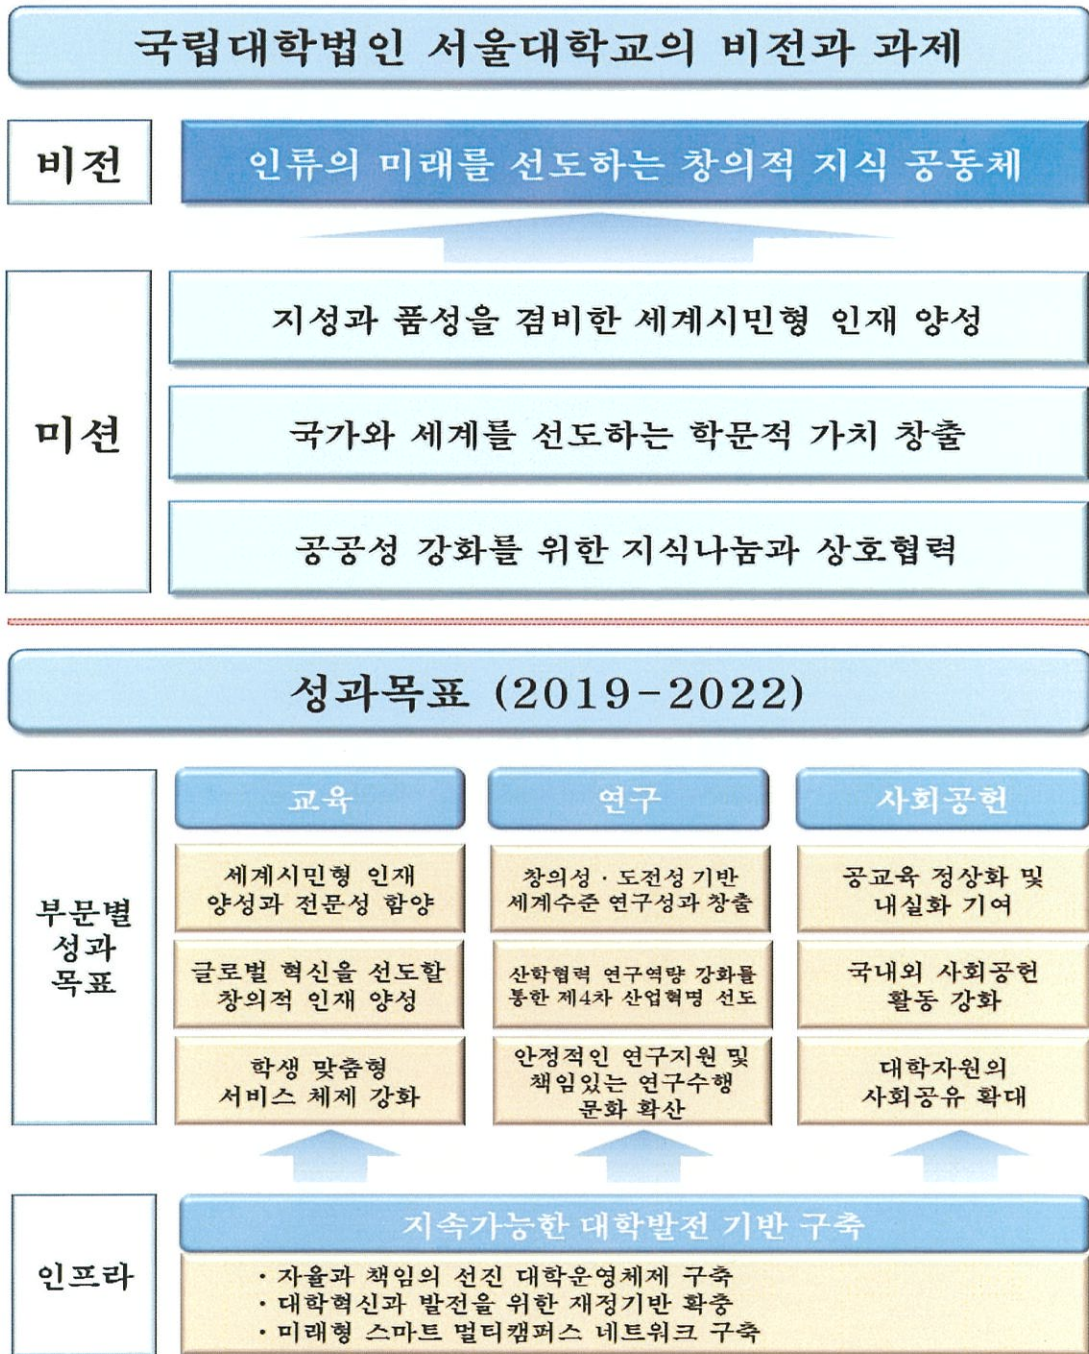 국립대학법인 서울대학교의 비전과 과제
비전
인류의 미래를 선도하는 창의적 지식 공동체
미션
지성과 품성을 겸비한 세계시민형 인재 양성
국가와 세계를 선도하는 학문적 가치 창출
공공성 강화를 위한 지식나눔과 상호협력
성과목표 (2019-2022)
부문별
성과
목표
교육
세계시민형 인재
양성과 전문성 함양
글로벌 혁신을 선도할
창의적 인재 양성
학생 맞춤형
서비스 체제 강화
연구
창의성 · 도전성 기반
세계수준 연구성과 창출
산학협력 연구역량 강화를
통한 제4차 산업혁명 선도
안정적인 연구지원 및
책임있는 연구수행
문화 확산
사회공헌
공교육 정상화 및
내실화 기여
국내외 사회공헌
활동 강화
대학자원의
사회공유 확대
인프라
지속가능한 대학발전 기반 구축
· 자율과 책임의 선진 대학운영체제 구축
· 대학혁신과 발전을 위한 재정기반 확충
· 미래형 스마트 멀티캠퍼스 네트워크 구축